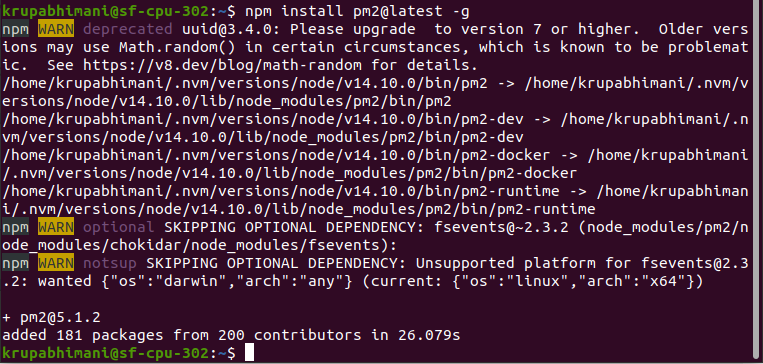 krupabhimani@sf-cpu-302:~$ npm install pm2@latest -g
npm WARN deprecated uuid@3.4.0: Please upgrade  to version 7 or higher.  Older vers
ions may use Math.random() in certain circumstances, which is known to be problemat
ic.  See https://v8.dev/blog/math-random for details.
/home/krupabhimani/.nvm/versions/node/v14.10.0/bin/pm2 -> /home/krupabhimani/.nvm/v
ersions/node/v14.10.0/lib/node_modules/pm2/bin/pm2
/home/krupabhimani/.nvm/versions/node/v14.10.0/bin/pm2-dev -> /home/krupabhimani/.n
vm/versions/node/v14.10.0/lib/node_modules/pm2/bin/pm2-dev
/home/krupabhimani/.nvm/versions/node/v14.10.0/bin/pm2-docker -> /home/krupabhimani
/.nvm/versions/node/v14.10.0/lib/node_modules/pm2/bin/pm2-docker
/home/krupabhimani/.nvm/versions/node/v14.10.0/bin/pm2-runtime -> /home/krupabhiman
i/.nvm/versions/node/v14.10.0/lib/node_modules/pm2/bin/pm2-runtime
npm WARN optional SKIPPING OPTIONAL DEPENDENCY: fsevents@~2.3.2 (node_modules/pm2/n
ode_modules/chokidar/node_modules/fsevents):
npm WARN notsup SKIPPING OPTIONAL DEPENDENCY: Unsupported platform for fsevents@2.3
.2: wanted {"os":"darwin","arch":"any"} (current: {"os":"linux","arch":"x64"})

+ pm2@5.1.2
added 181 packages from 200 contributors in 26.079s
krupabhimani@sf-cpu-302:~$